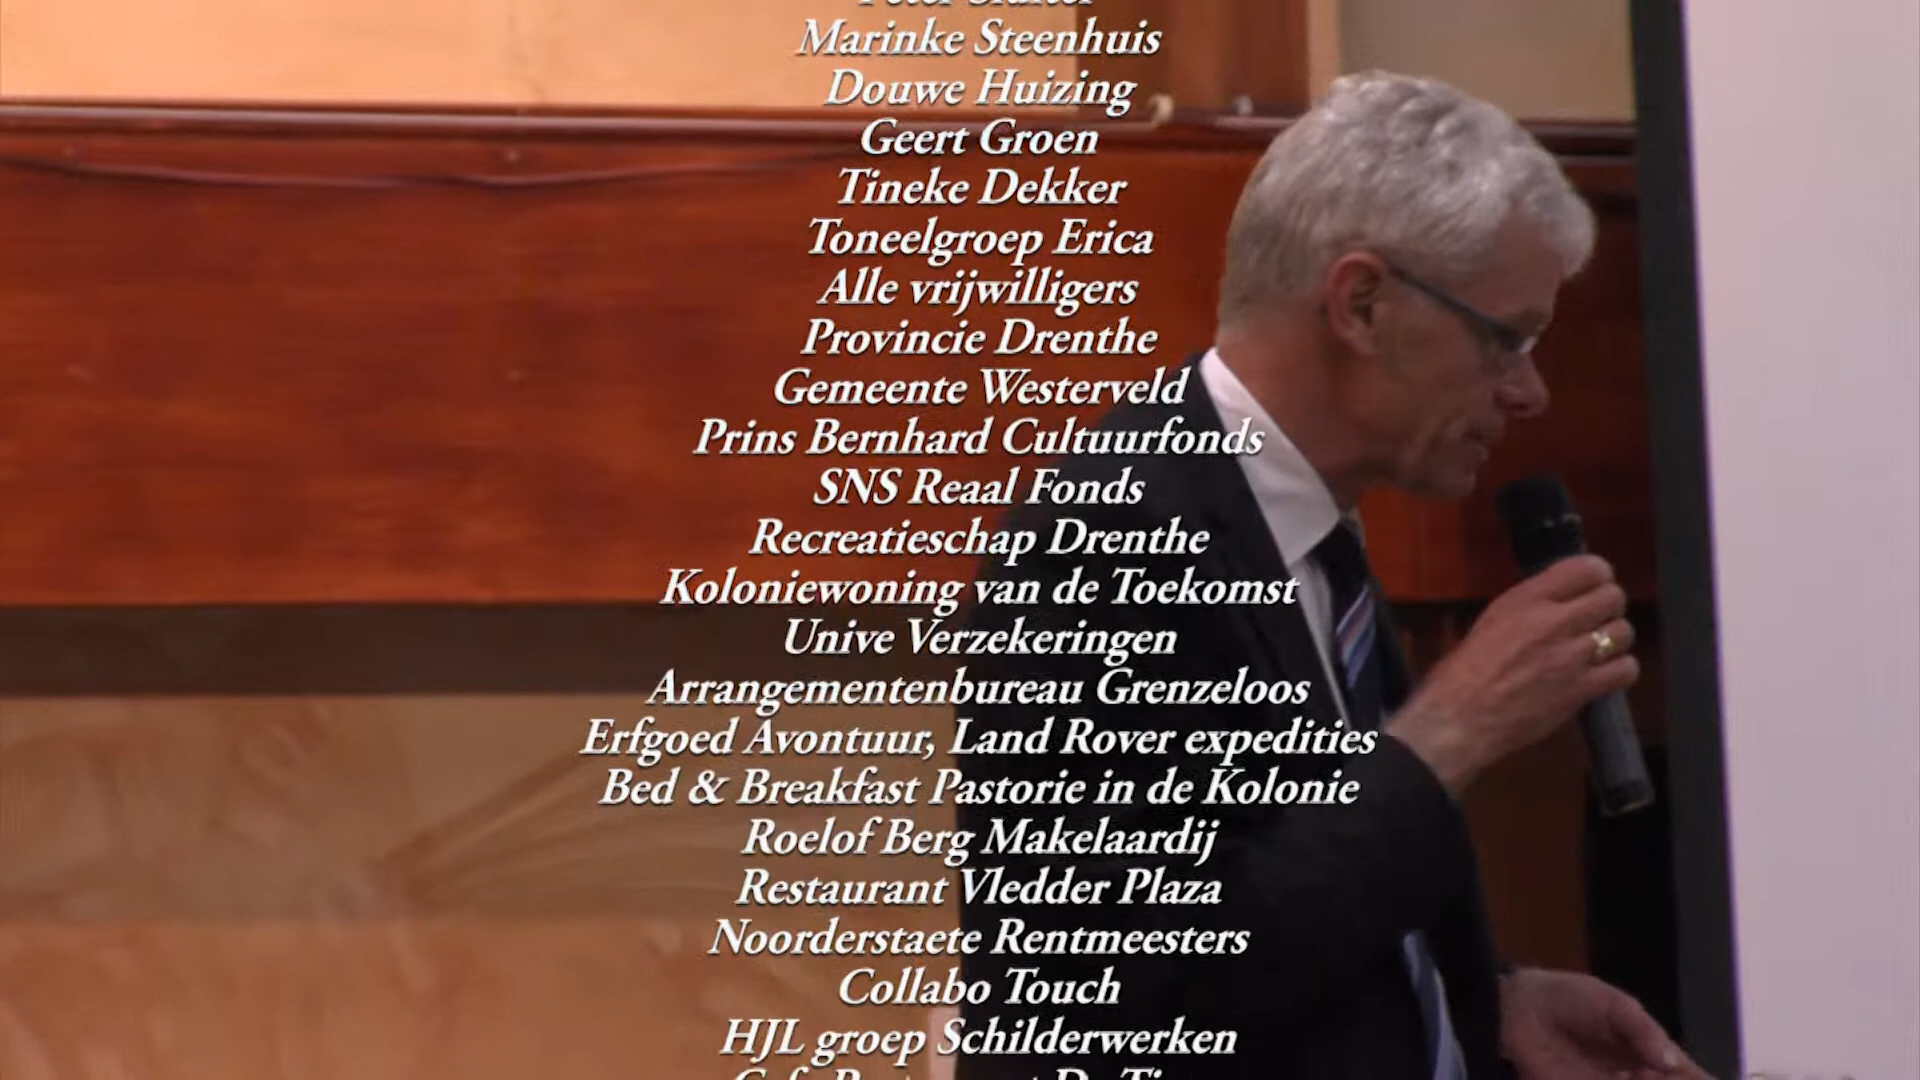 Marinke Steenhuis
Douwe Huizing
Geert Groen
Tineke Dekker
Toneelgroep Erica
Alle vrijwilligers
Provincie Drenthe
Gemeente Westerveld
Prins Bernhard Cultuurfonds
SNS Reaal Fonds
Recreatieschap Drenthe
Koloniewoning van de Toekomst
Unive Verzekeringen
Arrangementenbureau Grenzeloos
Erfgoed Avontuur, Land Rover expedities
Bed & Breakfast Pastorie in de Kolonie
Roelof Berg Makelaardij
Restaurant Vledder Plaza
Noorderstaete Rentmeesters
Collabo Touch
HJL groep Schilderwerken